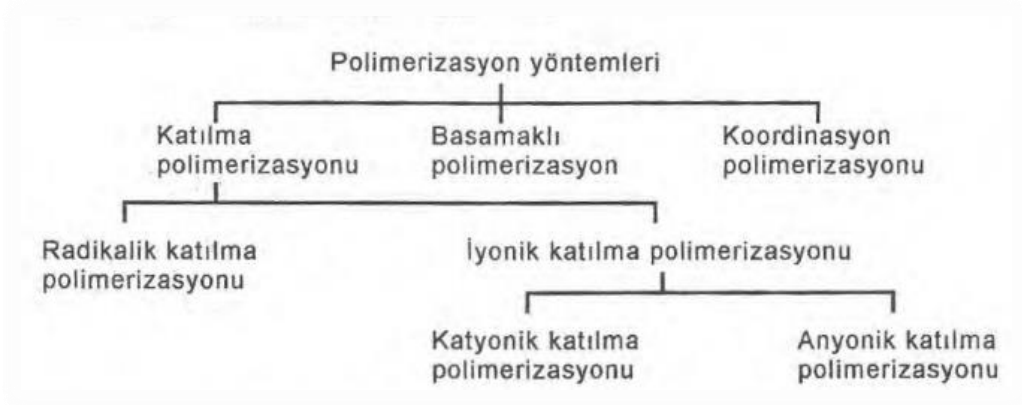 Polimerizasyon yöntemleri
Katılma
polimerizasyonu
Basamaklı
polimerizasyon
Koordinasyon
polimerizasyonu
Radikalik katılma
polimerizasyonu
İyonik katılma polimerizasyonu
Katyonik katılma
polimerizasyonu
Anyonik katılma
polimerizasyonu